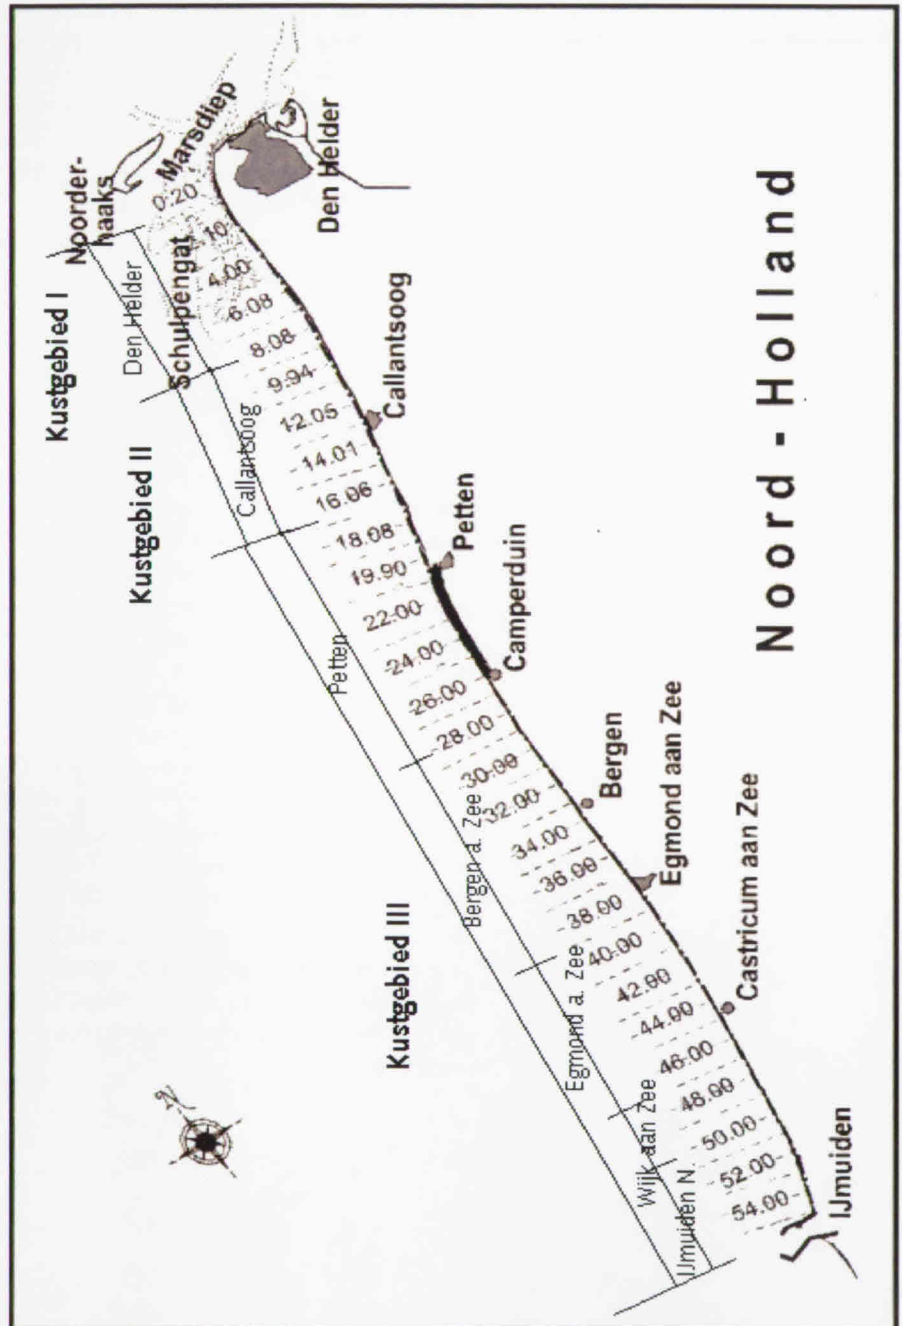 Kustgebied I
Kustgebied II
Kustgebied III
Noorder-
haaks
Marsdiep
Schulpengat
Den Helder
Callantsoog
Petten
Bergen a. Zee
Egmond a. Zee
Wijk aan Zee
IJmuiden N.
0.20
4.00
6.08
8.08
9.94
12.05
14.01
16.06
18.08
19.90
22.00
24.00
26.00
28.00
30.00
32.00
34.00
36.00
38.00
40.00
42.00
44.00
46.00
48.00
50.00
52.00
54.00
Den Helder
Callantsoog
Petten
Camperduin
Bergen
Egmond aan Zee
Castricum aan Zee
IJmuiden
Noord - Holland
N